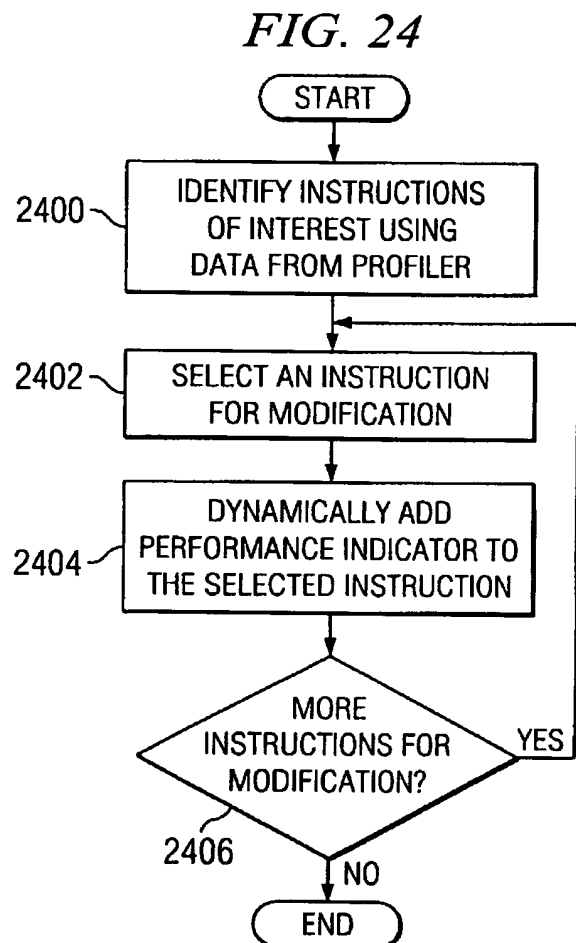 FIG. 24
START
2400
IDENTIFY INSTRUCTIONS
OF INTEREST USING
DATA FROM PROFILER
2402
SELECT AN INSTRUCTION
FOR MODIFICATION
2404
DYNAMICALLY ADD
PERFORMANCE INDICATOR TO
THE SELECTED INSTRUCTION
MORE
INSTRUCTIONS FOR
MODIFICATION?
YES
2406
NO
END